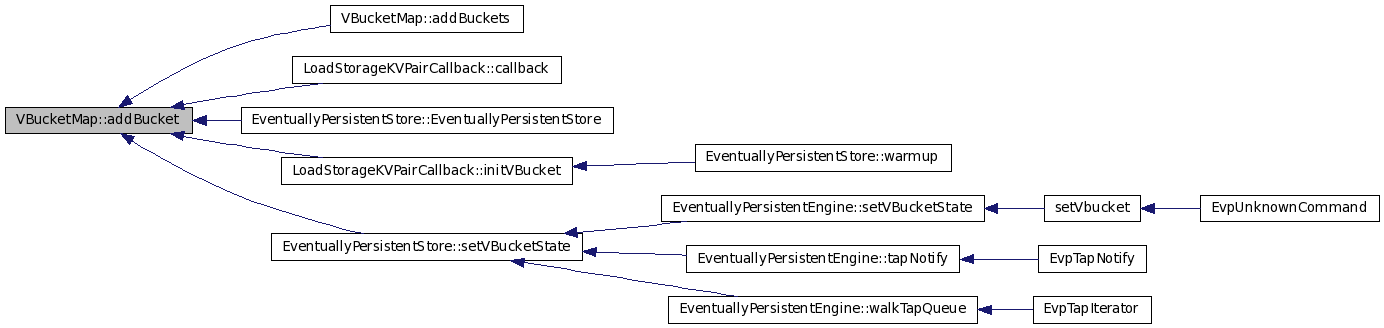 VBucketMap::addBuckets
LoadStorageKVPairCallback::callback
VBucketMap::addBucket
EventuallyPersistentStore::EventuallyPersistentStore
LoadStorageKVPairCallback::initVBucket
EventuallyPersistentStore::warmup
EventuallyPersistentStore::setVBucketState
EventuallyPersistentEngine::setVBucketState
setVbucket
EvpUnknownCommand
EventuallyPersistentEngine::tapNotify
EvpTapNotify
EventuallyPersistentEngine::walkTapQueue
EvpTapIterator